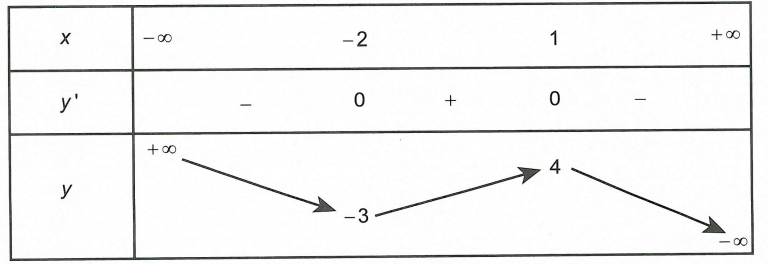 x −∞ −2 1 +∞
y' − 0 + 0 −
+∞ 4
y
−3
−∞